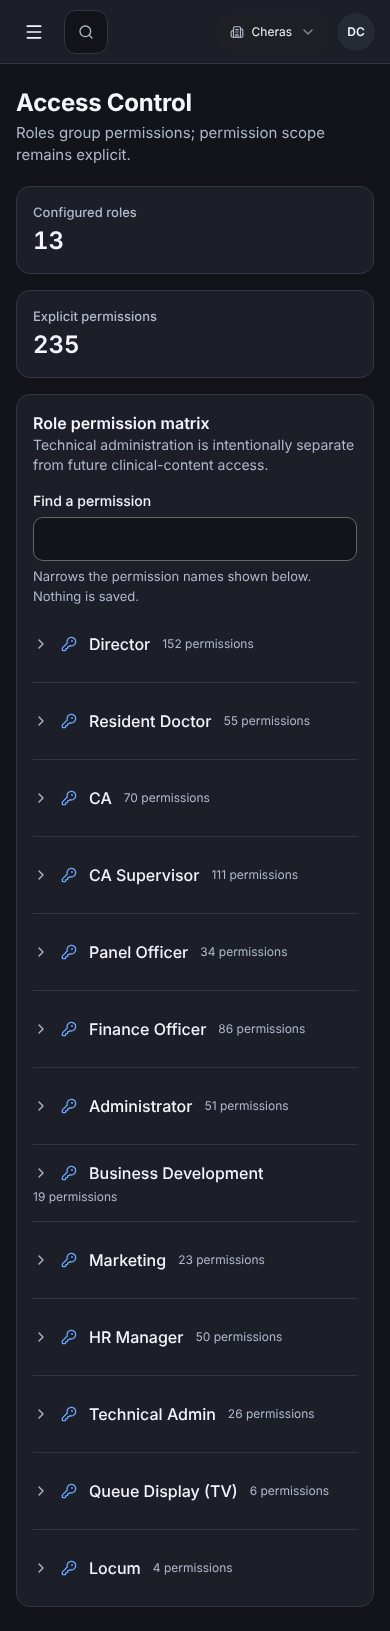 Cheras
DC
Access Control
Roles group permissions; permission scope
remains explicit.
Configured roles
13
Explicit permissions
235
Role permission matrix
Technical administration is intentionally separate
from future clinical-content access.
Find a permission
Narrows the permission names shown below.
Nothing is saved.
Director 152 permissions
Resident Doctor 55 permissions
CA 70 permissions
CA Supervisor 111 permissions
Panel Officer 34 permissions
Finance Officer 86 permissions
Administrator 51 permissions
Business Development
19 permissions
Marketing 23 permissions
HR Manager 50 permissions
Technical Admin 26 permissions
Queue Display (TV) 6 permissions
Locum 4 permissions